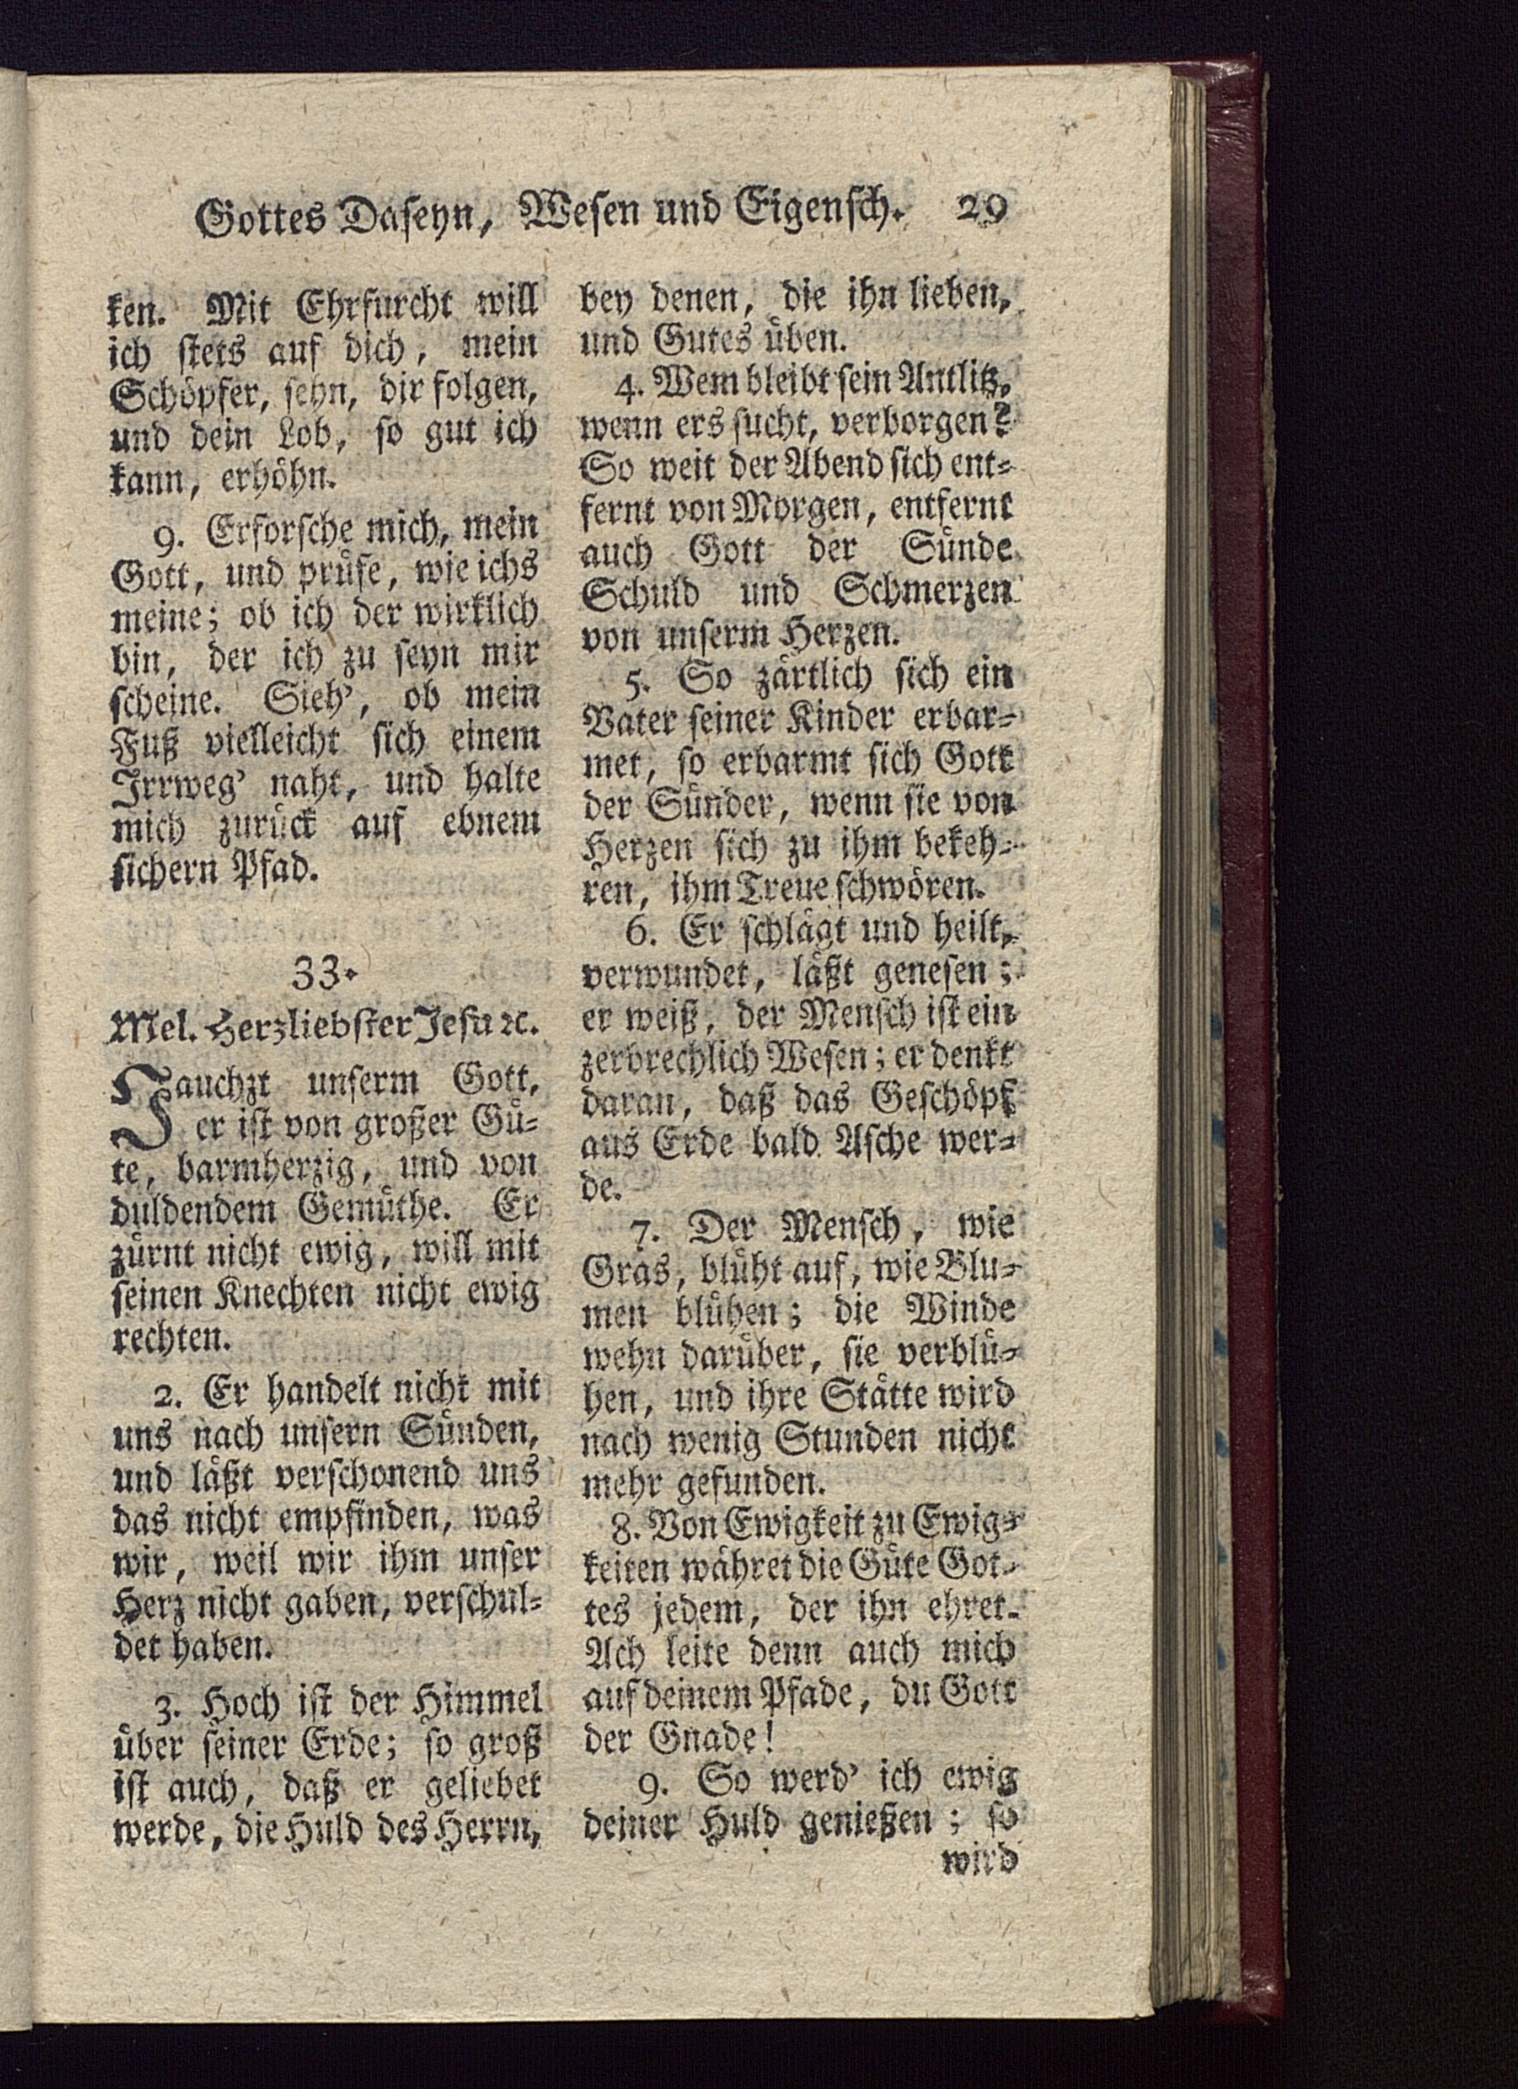 Gottes Daseyn, Wesen und Eigensch. 29
ken. Mit Ehrfurcht will
ich stets auf dich, mein
Schöpfer, sehn, dir folgen,
und dein Lob, so gut ich
kann, erhöhn.
9. Erforsche mich, mein
Gott, und prüfe, wie ichs
meine; ob ich der wirklich
bin, der ich zu seyn mir
scheine. Sieh', ob mein
Fuß vielleicht sich einem
Irrweg' naht, und halte
mich zurück auf ebnem
sichern Pfad.
33.
Mel. Herzliebster Jesu ꝛc.
Jauchzt unserm Gott,
er ist von großer Gü-
te, barmherzig, und von
duldendem Gemüthe. Er
zürnt nicht ewig, will mit
seinen Knechten nicht ewig
rechten.
2. Er handelt nicht mit
uns nach unsern Sünden,
und läßt verschonend uns
das nicht empfinden, was
wir, weil wir ihm unser
Herz nicht gaben, verschul-
det haben.
3. Hoch ist der Himmel
über seiner Erde; so groß
ist auch, daß er geliebet
werde, die Huld des Herrn,
bey denen, die ihn lieben,
und Gutes üben.
4. Wem bleibt sein Antlitz,
wenn ers sucht, verborgen?
So weit der Abend sich ent-
fernt von Morgen, entfernt
auch Gott der Sünde
Schuld und Schmerzen
von unserm Herzen.
5. So zärtlich sich ein
Vater seiner Kinder erbar-
met, so erbarmt sich Gott
der Sünder, wenn sie von
Herzen sich zu ihm bekeh-
ren, ihm Treue schwören.
6. Er schlägt und heilt,
verwundet, läßt genesen;
er weiß, der Mensch ist ein
zerbrechlich Wesen; er denkt
daran, daß das Geschöpf
aus Erde bald Asche wer-
de.
7. Der Mensch, wie
Gras, blüht auf, wie Blu-
men blühen; die Winde
wehn darüber, sie verblü-
hen, und ihre Stätte wird
nach wenig Stunden nicht
mehr gefunden.
8. Von Ewigkeit zu Ewig-
keiten währet die Güte Got-
tes jedem, der ihn ehret.
Ach leite denn auch mich
auf deinem Pfade, du Gott
der Gnade!
9. So werd' ich ewig
deiner Huld genießen; so
wird